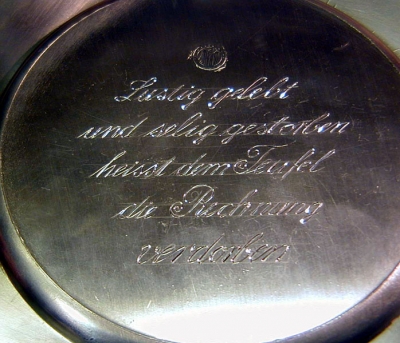 Lustig gelebt
und selig gestorben
heisst dem Teufel
die Rechnung
verdorben